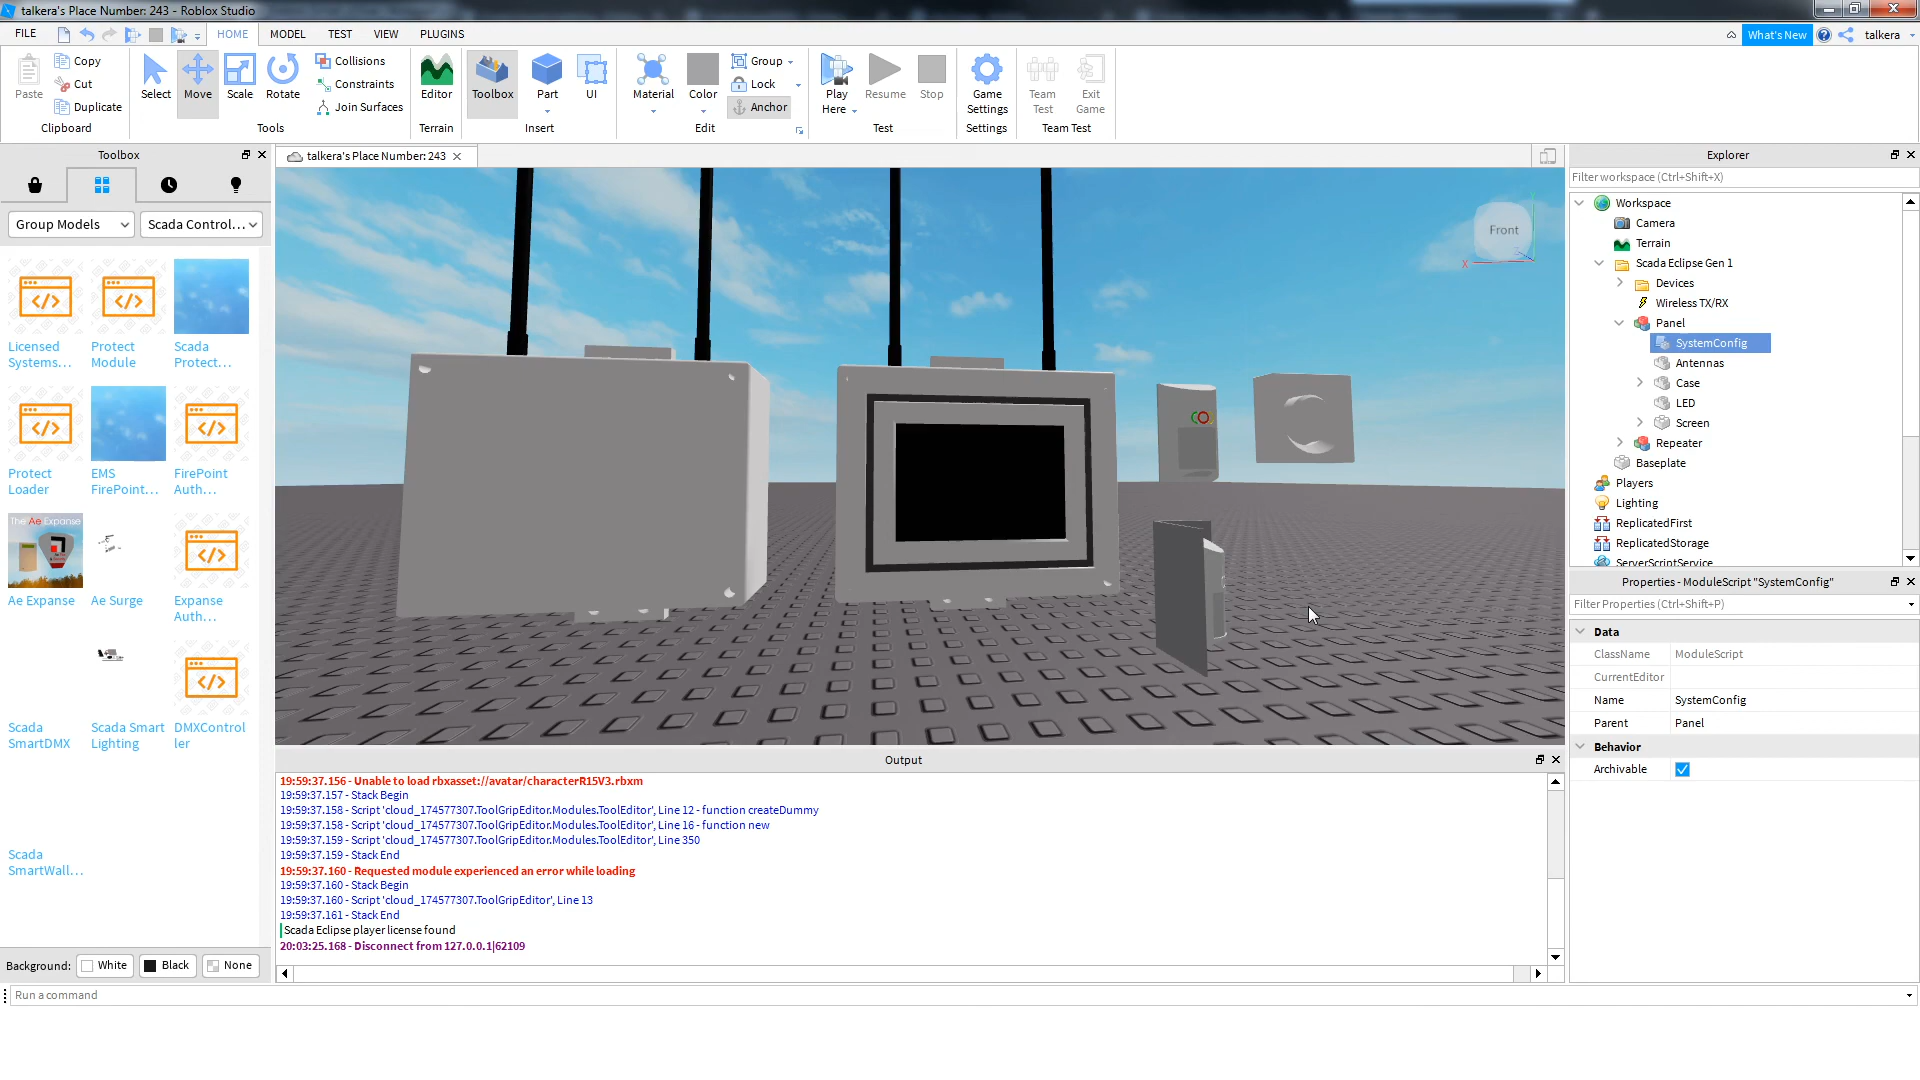 talkera's Place Number: 243 - Roblox Studio
FILE
HOME
MODEL
TEST
VIEW
PLUGINS
What's New
talkera
Paste
Copy
Cut
Duplicate
Clipboard
Select
Move
Scale
Rotate
Collisions
Constraints
Join Surfaces
Tools
Editor
Terrain
Toolbox
Part
UI
Insert
Material
Color
Group
Lock
Anchor
Edit
Play Here
Resume
Stop
Test
Game Settings
Settings
Team Test
Exit Game
Team Test
Toolbox
Group Models
Scada Control...
Licensed Systems...
Protect Module
Scada Protect...
Protect Loader
EMS FirePoint...
FirePoint Auth...
The Ae Expanse
Ae Expanse
Ae Surge
Expanse Auth...
Scada SmartDMX
Scada Smart Lighting
DMXController
Scada SmartWall...
Background:
White
Black
None
talkera's Place Number: 243
Front
X
Output
19:59:37.156 - Unable to load rbxasset://avatar/characterR15V3.rbxm
19:59:37.157 - Stack Begin
19:59:37.158 - Script 'cloud_174577307.ToolGripEditor.Modules.ToolEditor', Line 12 - function createDummy
19:59:37.158 - Script 'cloud_174577307.ToolGripEditor.Modules.ToolEditor', Line 16 - function new
19:59:37.159 - Script 'cloud_174577307.ToolGripEditor.Modules.ToolEditor', Line 350
19:59:37.159 - Stack End
19:59:37.160 - Requested module experienced an error while loading
19:59:37.160 - Stack Begin
19:59:37.160 - Script 'cloud_174577307.ToolGripEditor', Line 13
19:59:37.161 - Stack End
Scada Eclipse player license found
20:03:25.168 - Disconnect from 127.0.0.1|62109
Run a command
Explorer
Filter workspace (Ctrl+Shift+X)
Workspace
Camera
Terrain
Scada Eclipse Gen 1
Devices
Wireless TX/RX
Panel
SystemConfig
Antennas
Case
LED
Screen
Repeater
Baseplate
Players
Lighting
ReplicatedFirst
ReplicatedStorage
ServerScriptService
Properties - ModuleScript "SystemConfig"
Filter Properties (Ctrl+Shift+P)
Data
ClassName
ModuleScript
CurrentEditor
Name
SystemConfig
Parent
Panel
Behavior
Archivable